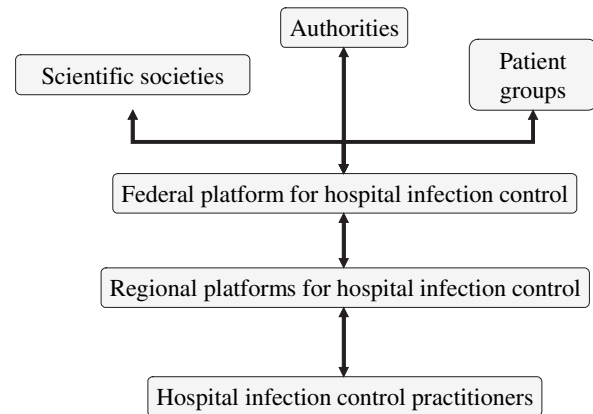 Authorities
Scientific societies
Patient
groups
Federal platform for hospital infection control
Regional platforms for hospital infection control
Hospital infection control practitioners